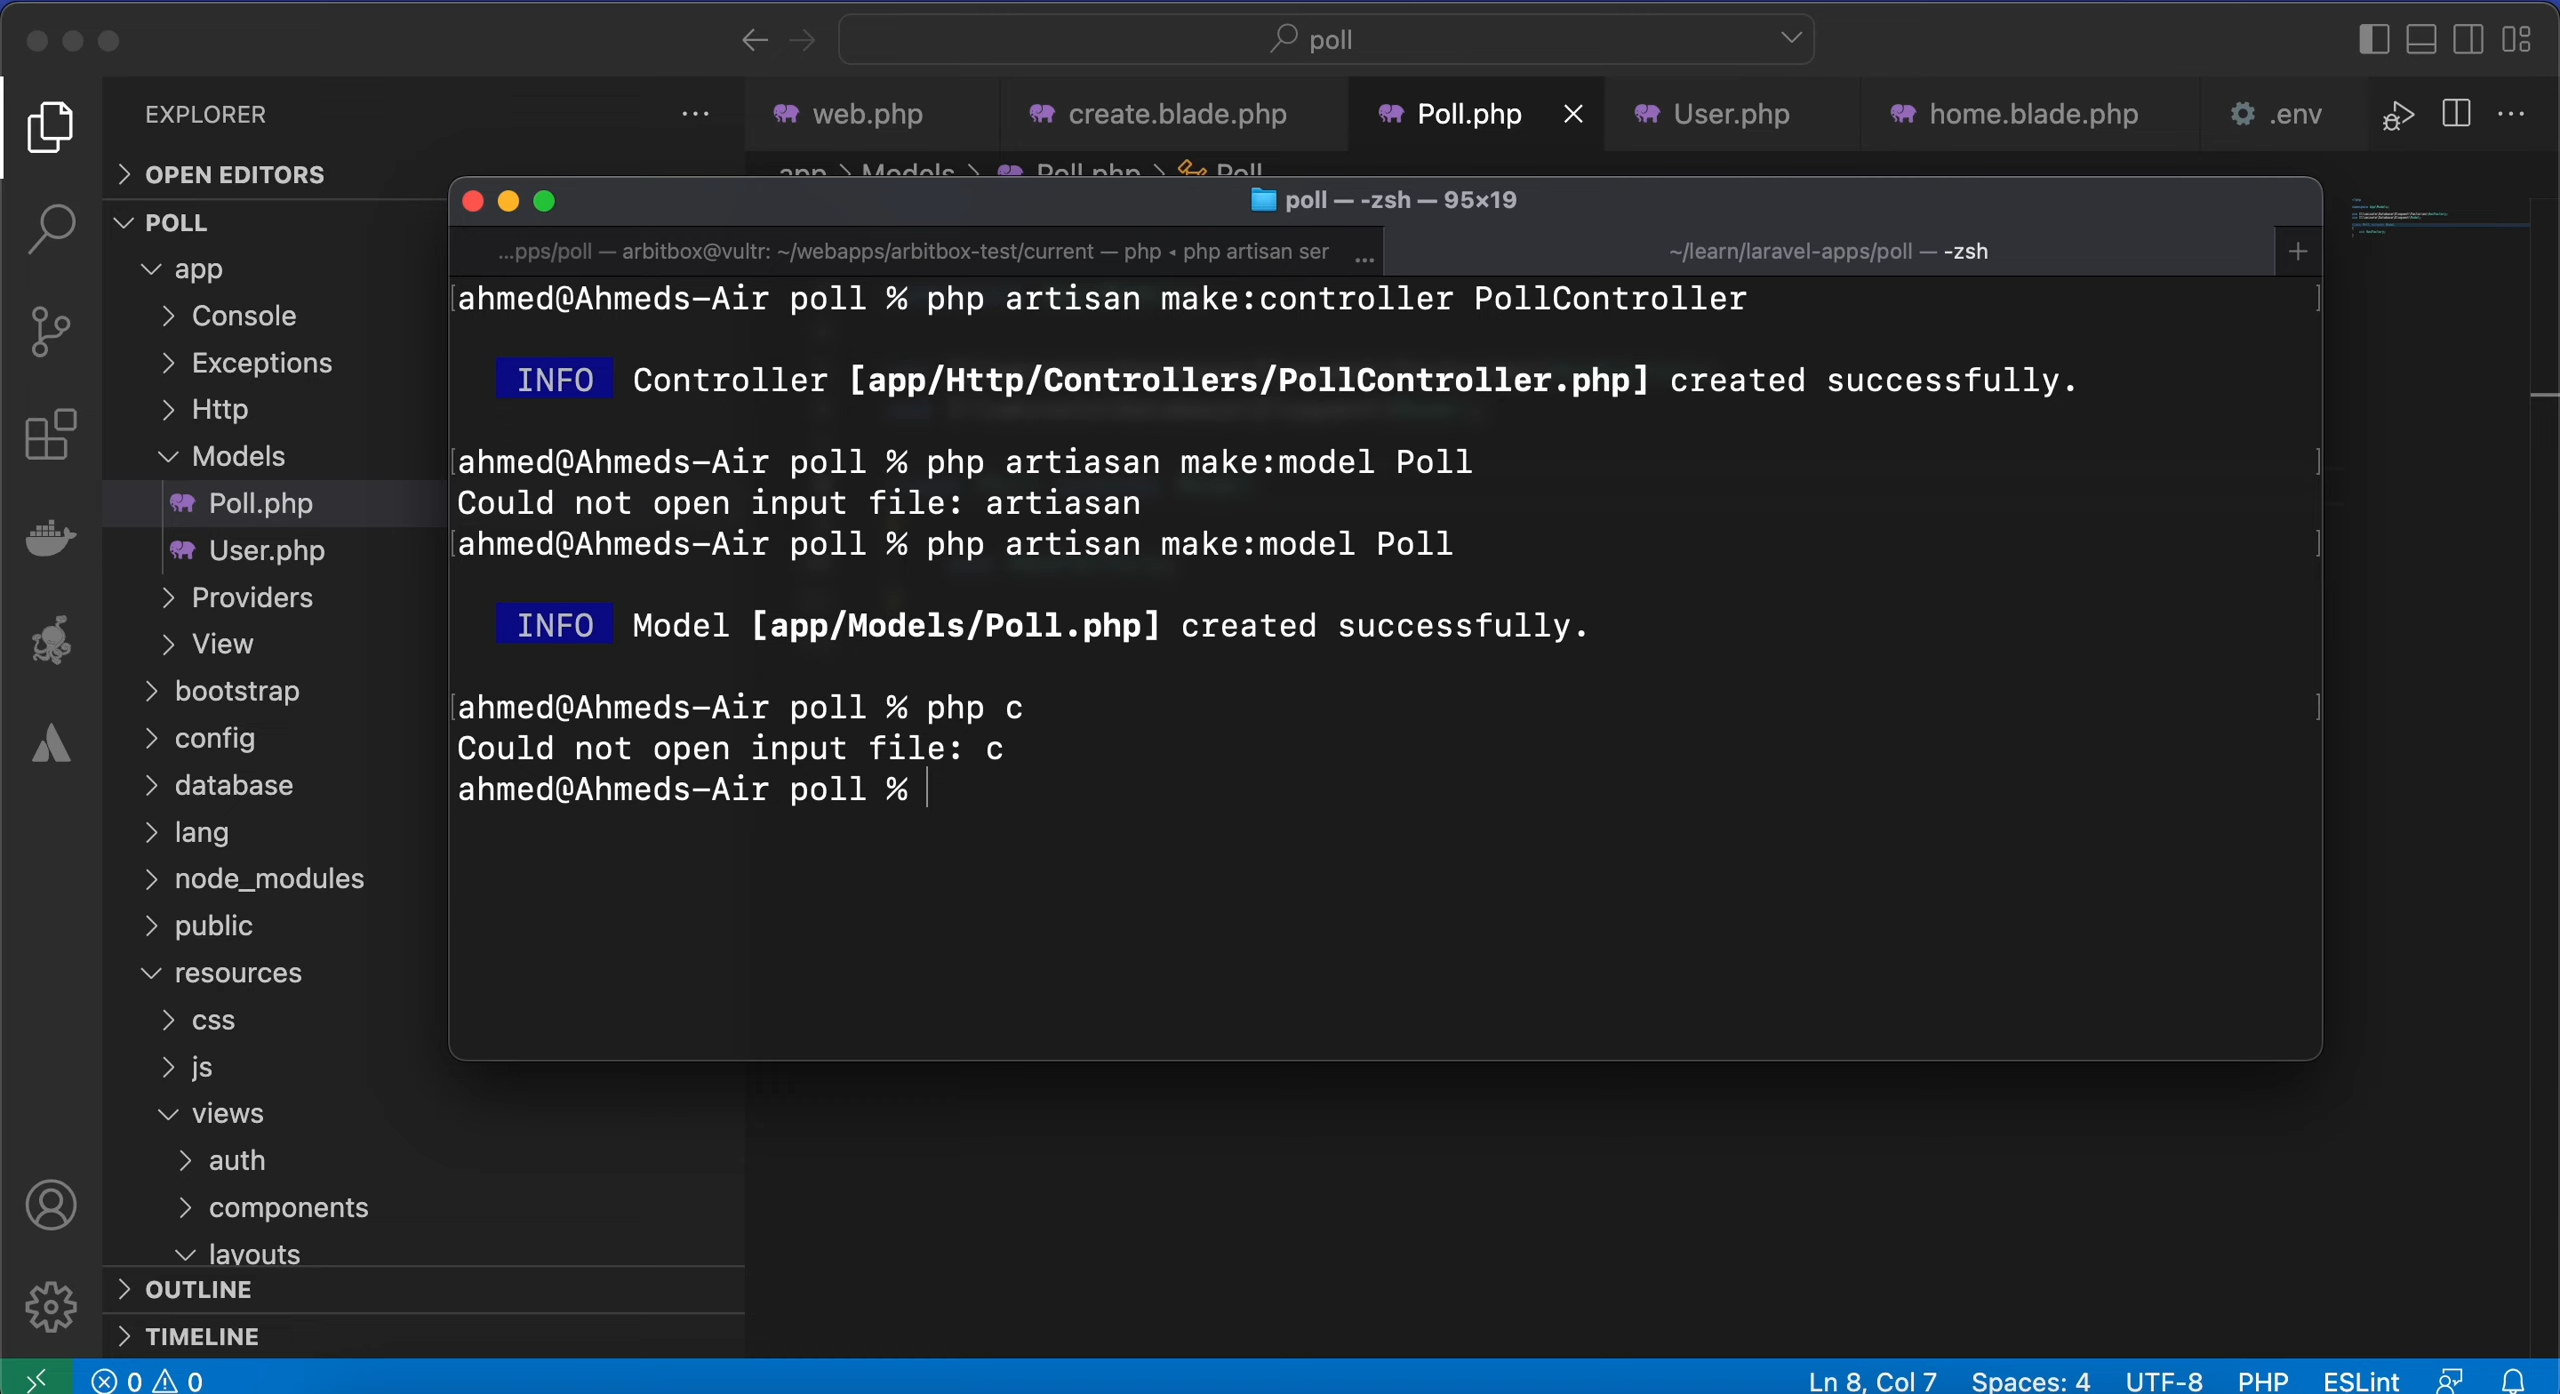 poll
EXPLORER
web.php
create.blade.php
Poll.php
User.php
home.blade.php
.env
app > Models > Poll.php > Poll
OPEN EDITORS
POLL
app
Console
Exceptions
Http
Models
Poll.php
User.php
Providers
View
bootstrap
config
database
lang
node_modules
public
resources
css
js
views
auth
components
layouts
OUTLINE
TIMELINE
poll — -zsh — 95×19
...pps/poll — arbitbox@vultr: ~/webapps/arbitbox-test/current — php ◂ php artisan ser ...
~/learn/laravel-apps/poll — -zsh
ahmed@Ahmeds-Air poll % php artisan make:controller PollController
INFO Controller [app/Http/Controllers/PollController.php] created successfully.
ahmed@Ahmeds-Air poll % php artiasan make:model Poll
Could not open input file: artiasan
ahmed@Ahmeds-Air poll % php artisan make:model Poll
INFO Model [app/Models/Poll.php] created successfully.
ahmed@Ahmeds-Air poll % php c
Could not open input file: c
ahmed@Ahmeds-Air poll %
0 0
Ln 8, Col 7 Spaces: 4 UTF-8 PHP ESLint